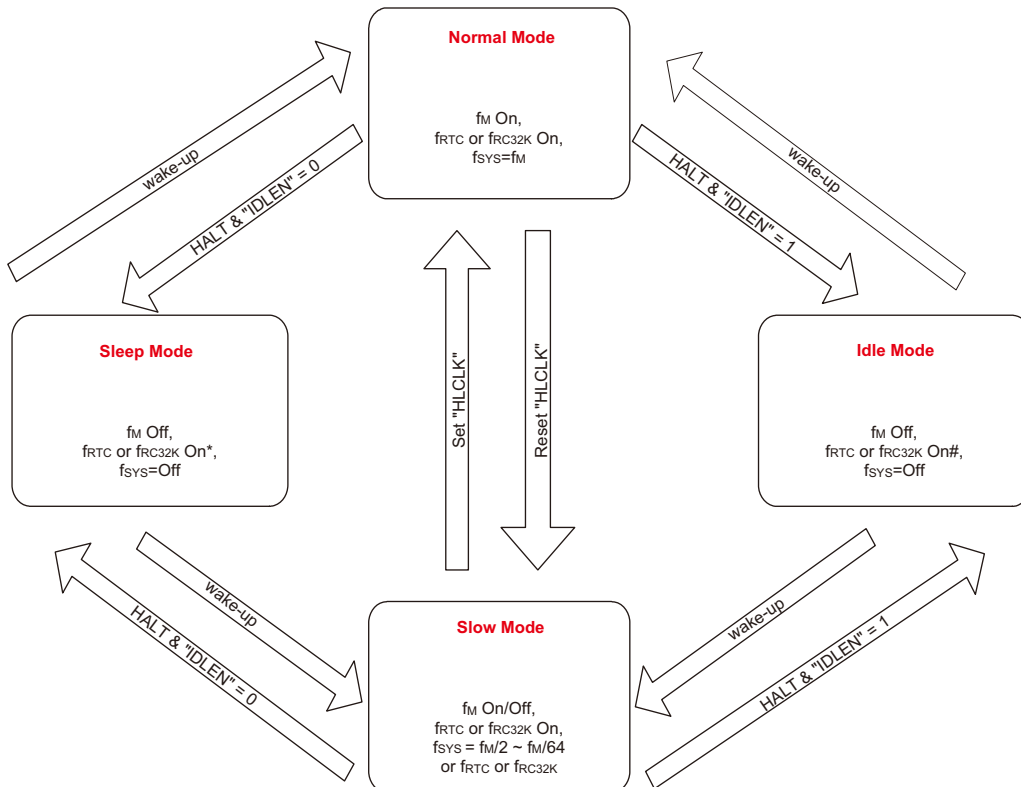 Normal Mode
fM On,
fRTC or fRC32K On,
fSYS=fM
wake-up
HALT & "IDLEN" = 0
HALT & "IDLEN" = 1
wake-up
Sleep Mode
fM Off,
fRTC or fRC32K On*,
fSYS=Off
Set "HLCLK"
Reset "HLCLK"
Idle Mode
fM Off,
fRTC or fRC32K On#,
fSYS=Off
wake-up
HALT & "IDLEN" = 0
wake-up
HALT & "IDLEN" = 1
Slow Mode
fM On/Off,
fRTC or fRC32K On,
fSYS = fM/2 ~ fM/64
or fRTC or fRC32K